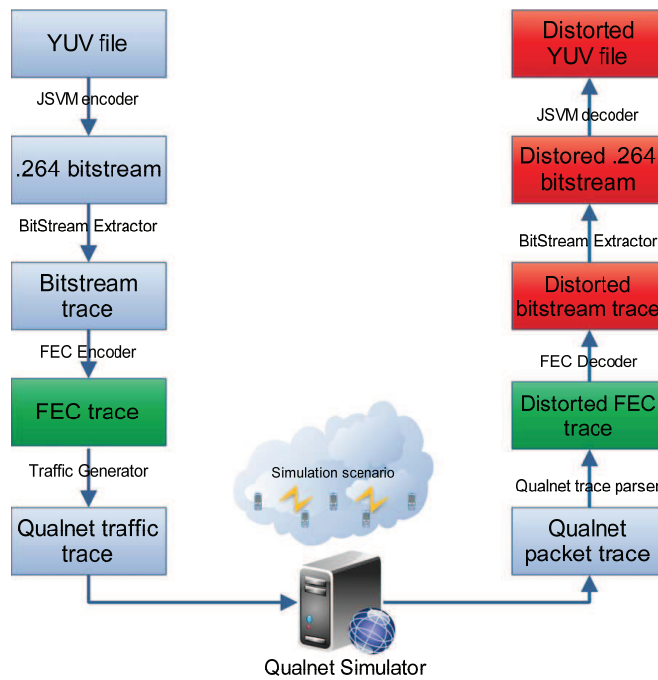 YUV file
JSVM encoder
.264 bitstream
BitStream Extractor
Bitstream
trace
FEC Encoder
FEC trace
Traffic Generator
Qualnet traffic
trace
Simulation scenario
Qualnet Simulator
Distorted
YUV file
JSVM decoder
Distored .264
bitstream
BitStream Extractor
Distorted
bitstream trace
FEC Decoder
Distorted FEC
trace
Qualnet trace parser
Qualnet
packet trace